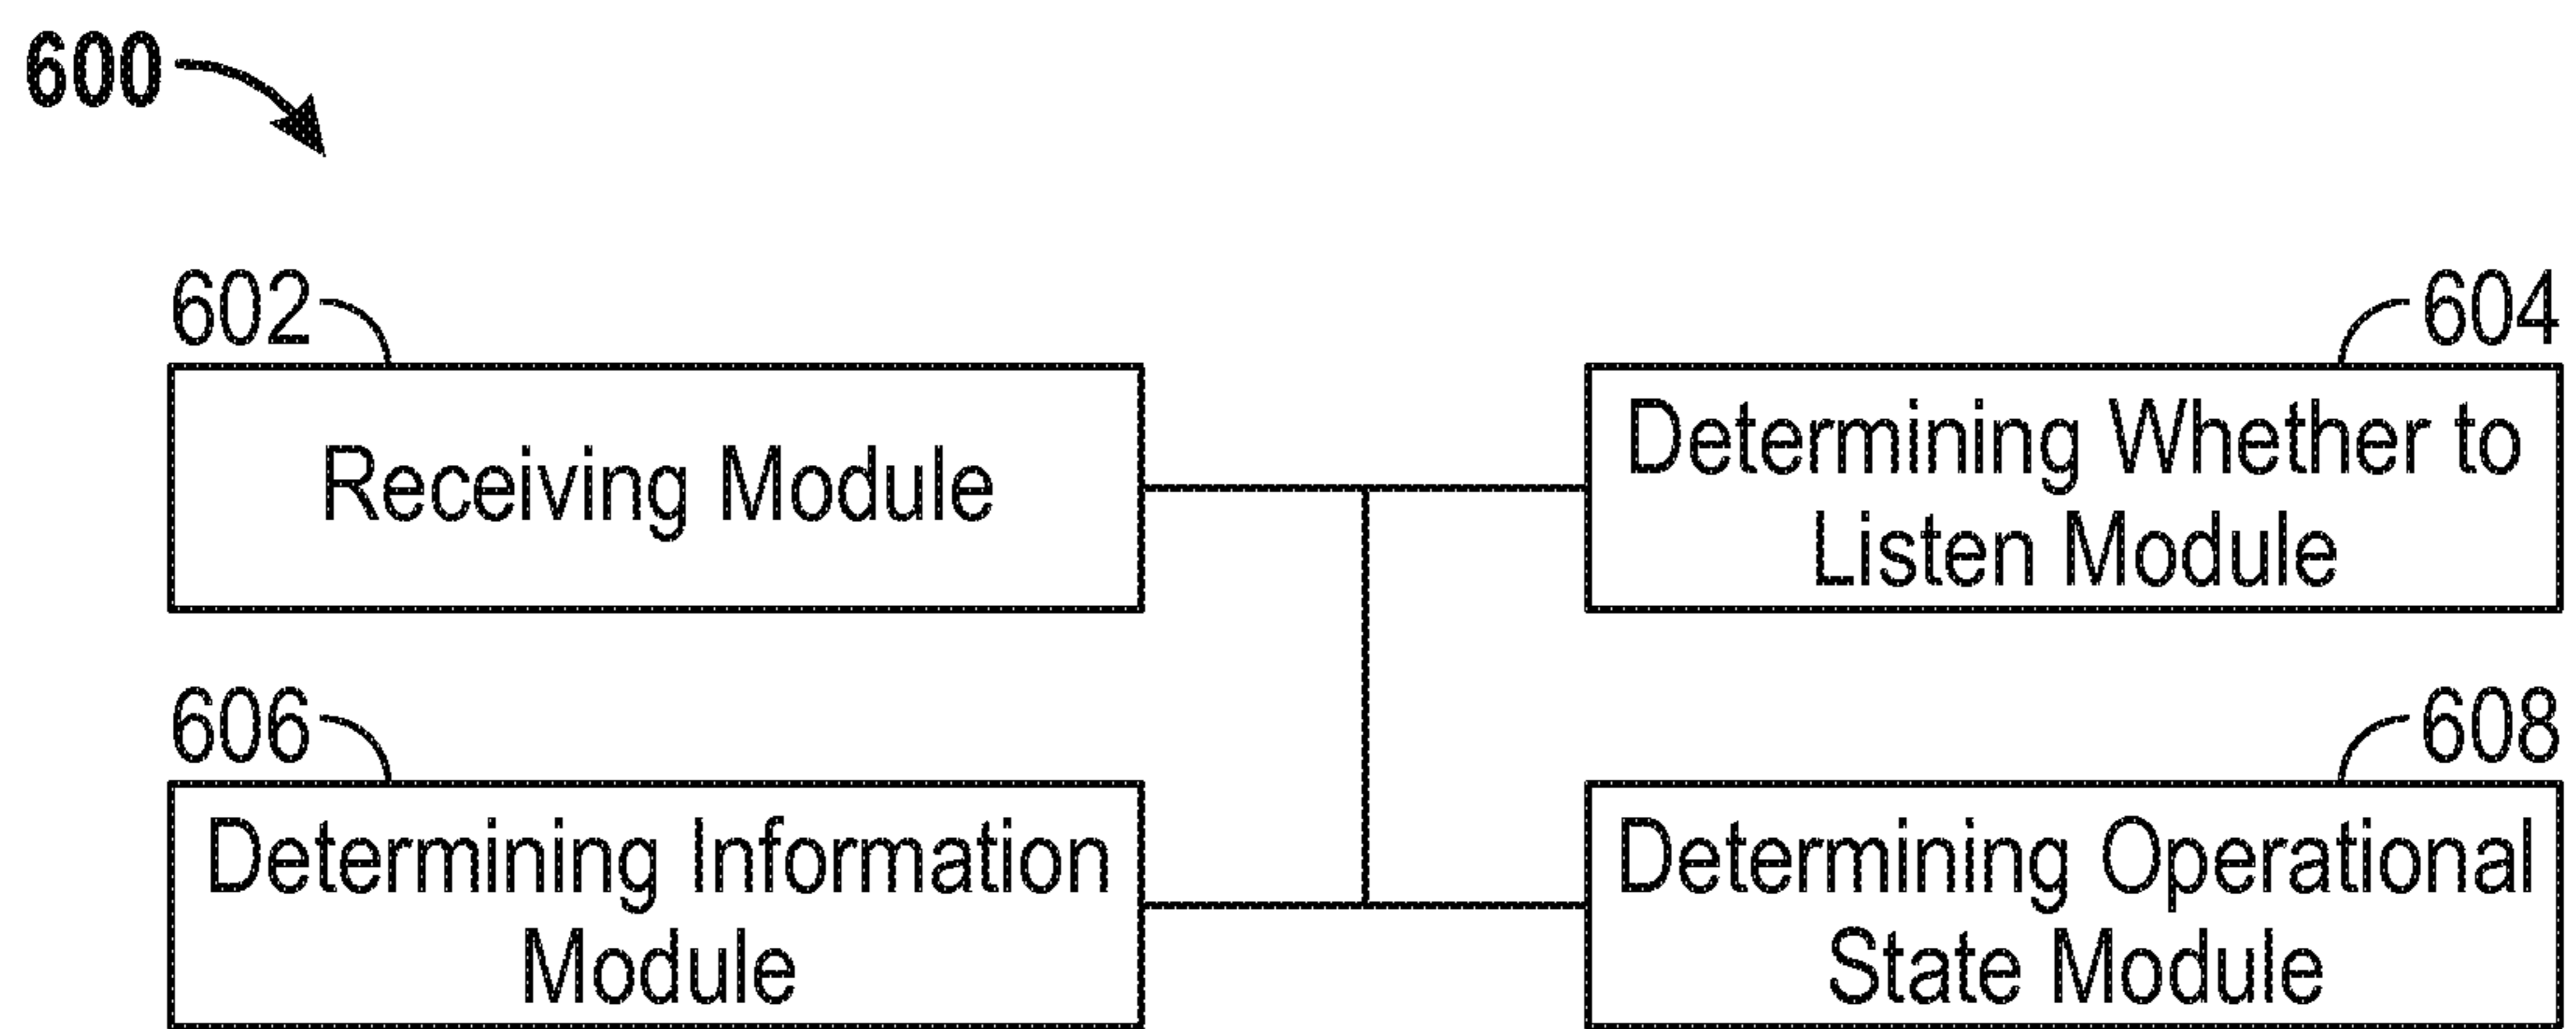 600
602
604
Receiving Module
Determining Whether to
Listen Module
606
608
Determining Information
Module
Determining Operational
State Module